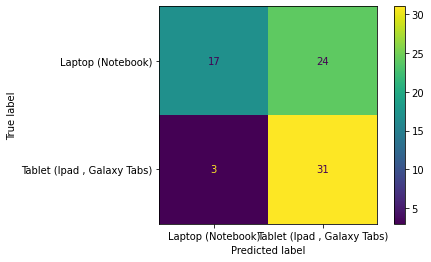 Laptop (Notebook)
17
24
Tablet (Ipad , Galaxy Tabs)
3
31
True label
Laptop (Notebook)
Tablet (Ipad , Galaxy Tabs)
Predicted label
30
25
20
15
10
5